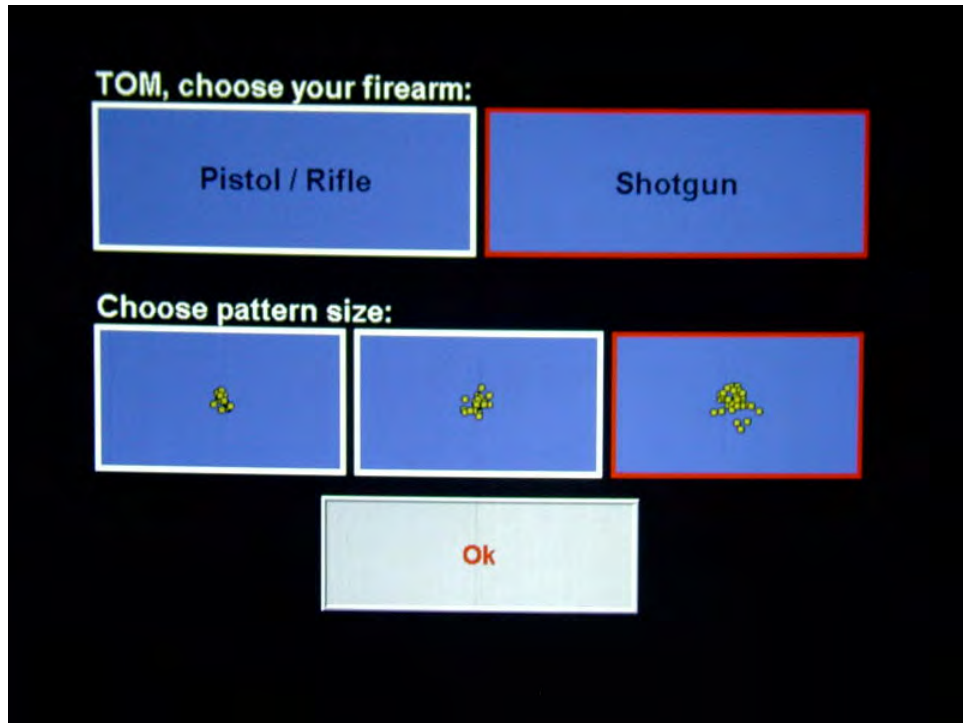 TOM, choose your firearm:
Pistol / Rifle
Shotgun
Choose pattern size:
Ok